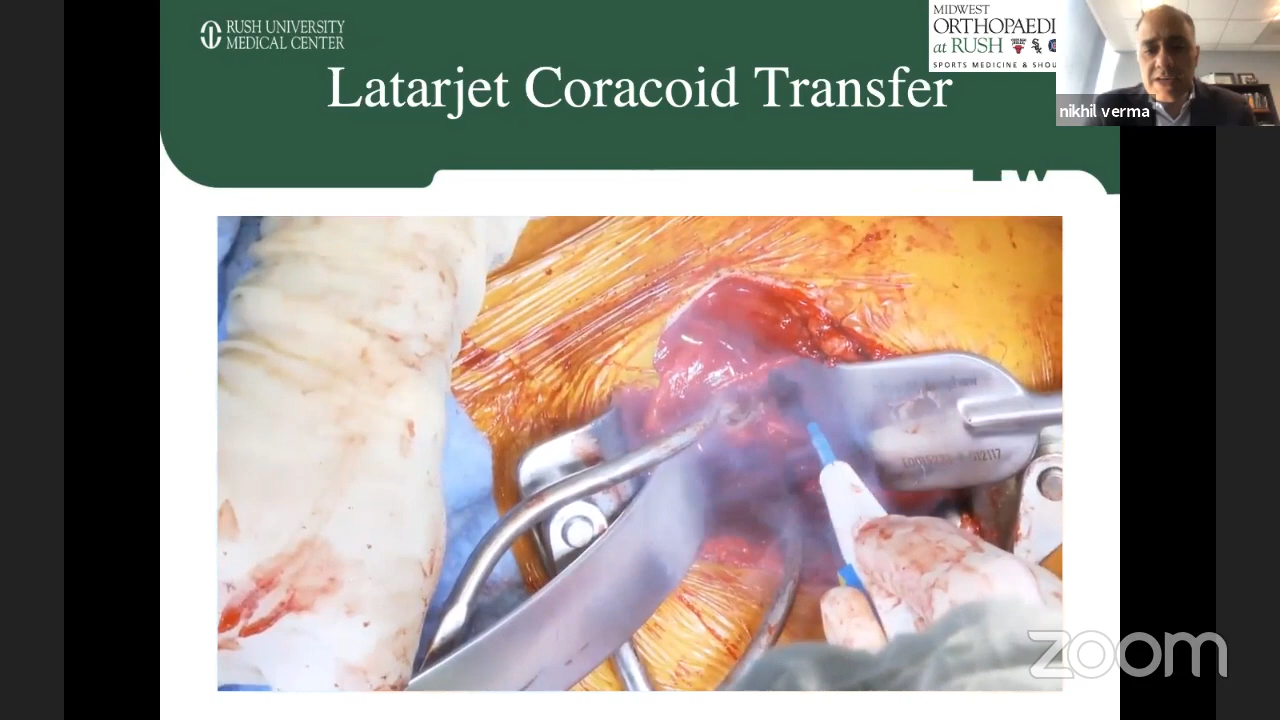 RUSH UNIVERSITY
MEDICAL CENTER
MIDWEST
ORTHOPAEDI
at RUSH
SPORTS MEDICINE & SHOU
Latarjet Coracoid Transfer
nikhil verma
zoom